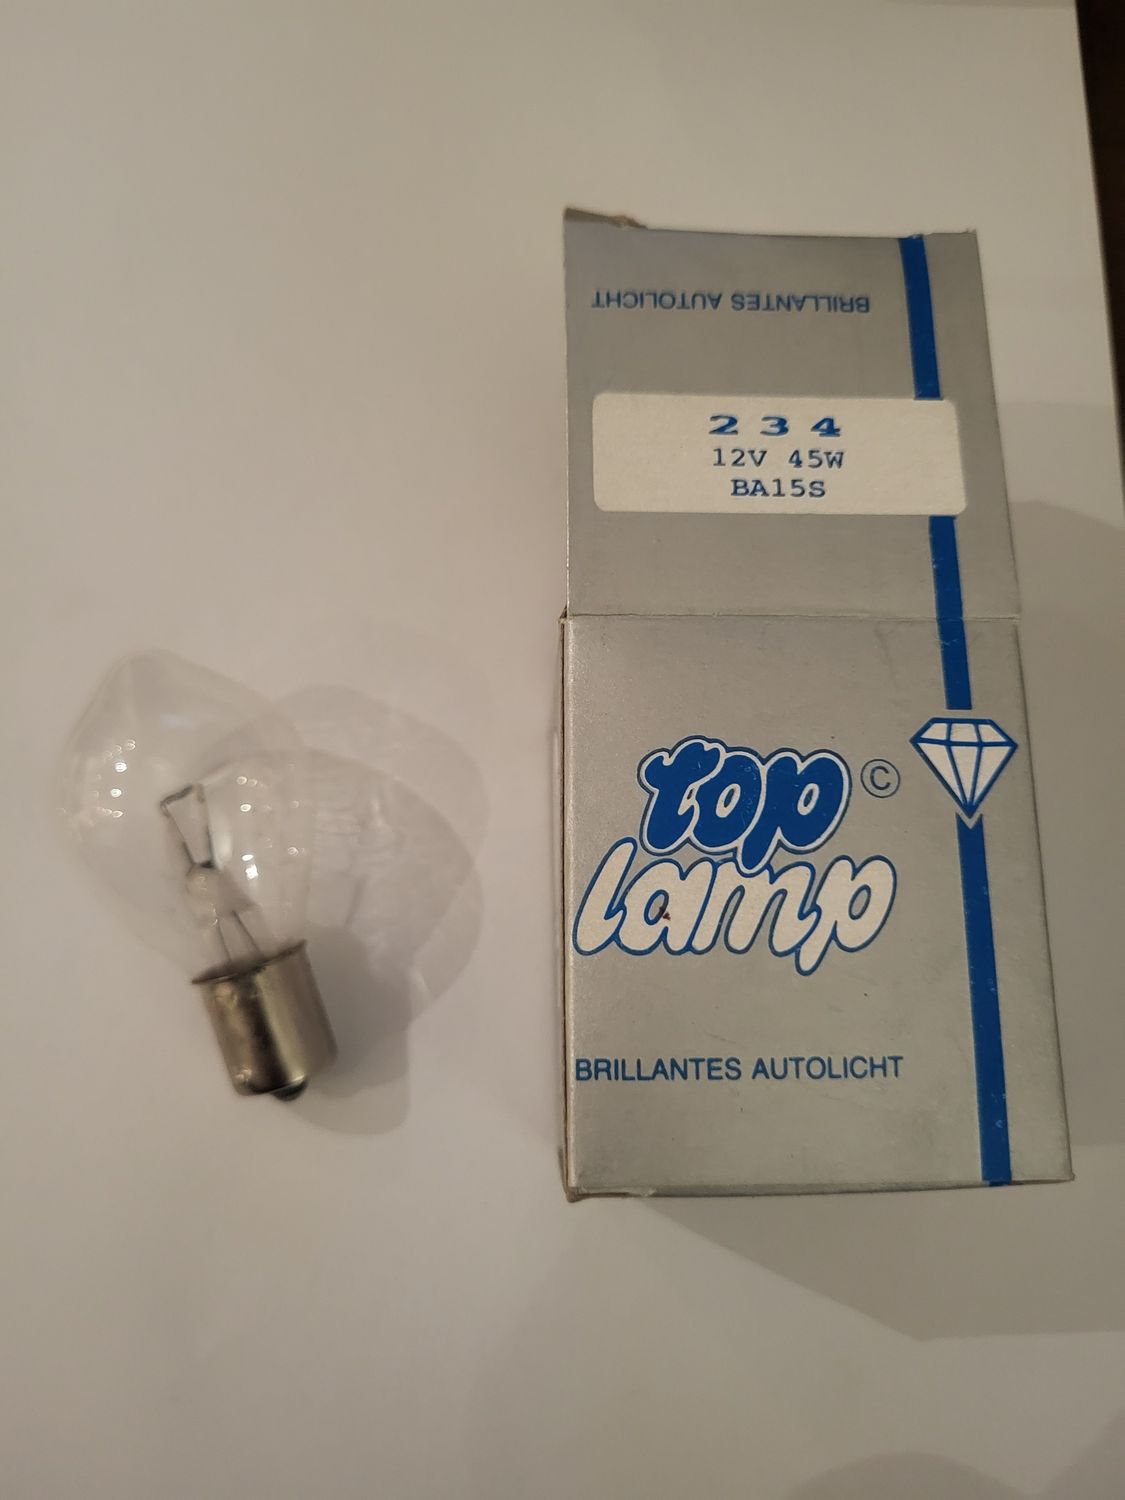 BRILLANTES AUTOLICHT
2 3 4
12V 45W
BA15S
top ©
lamp
BRILLANTES AUTOLICHT